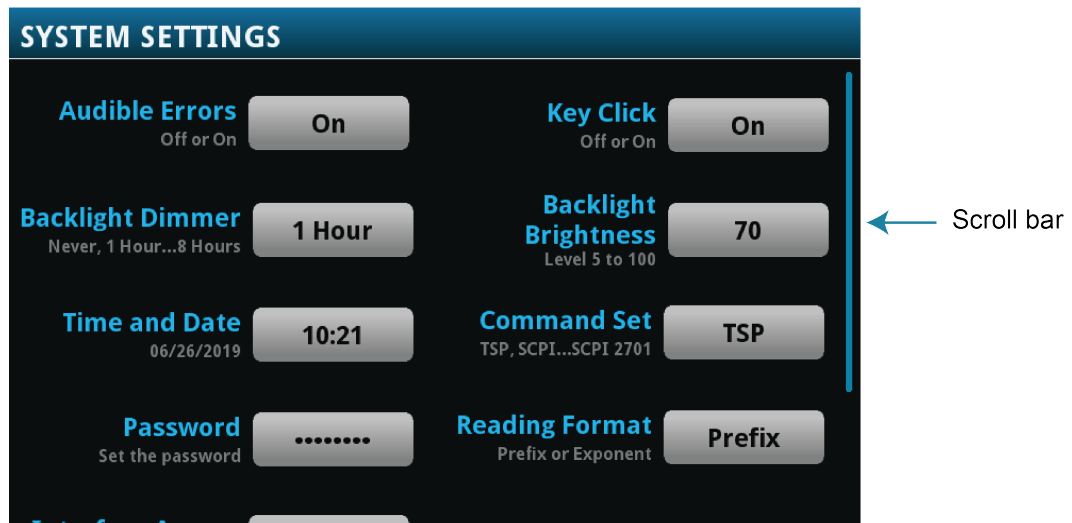 SYSTEM SETTINGS
Audible Errors
Off or On
On
Key Click
Off or On
On
Backlight Dimmer
Never, 1 Hour...8 Hours
1 Hour
Backlight
Brightness
Level 5 to 100
70
Scroll bar
Time and Date
06/26/2019
10:21
Command Set
TSP, SCPI...SCPI 2701
TSP
Password
Set the password
••••••••
Reading Format
Prefix or Exponent
Prefix